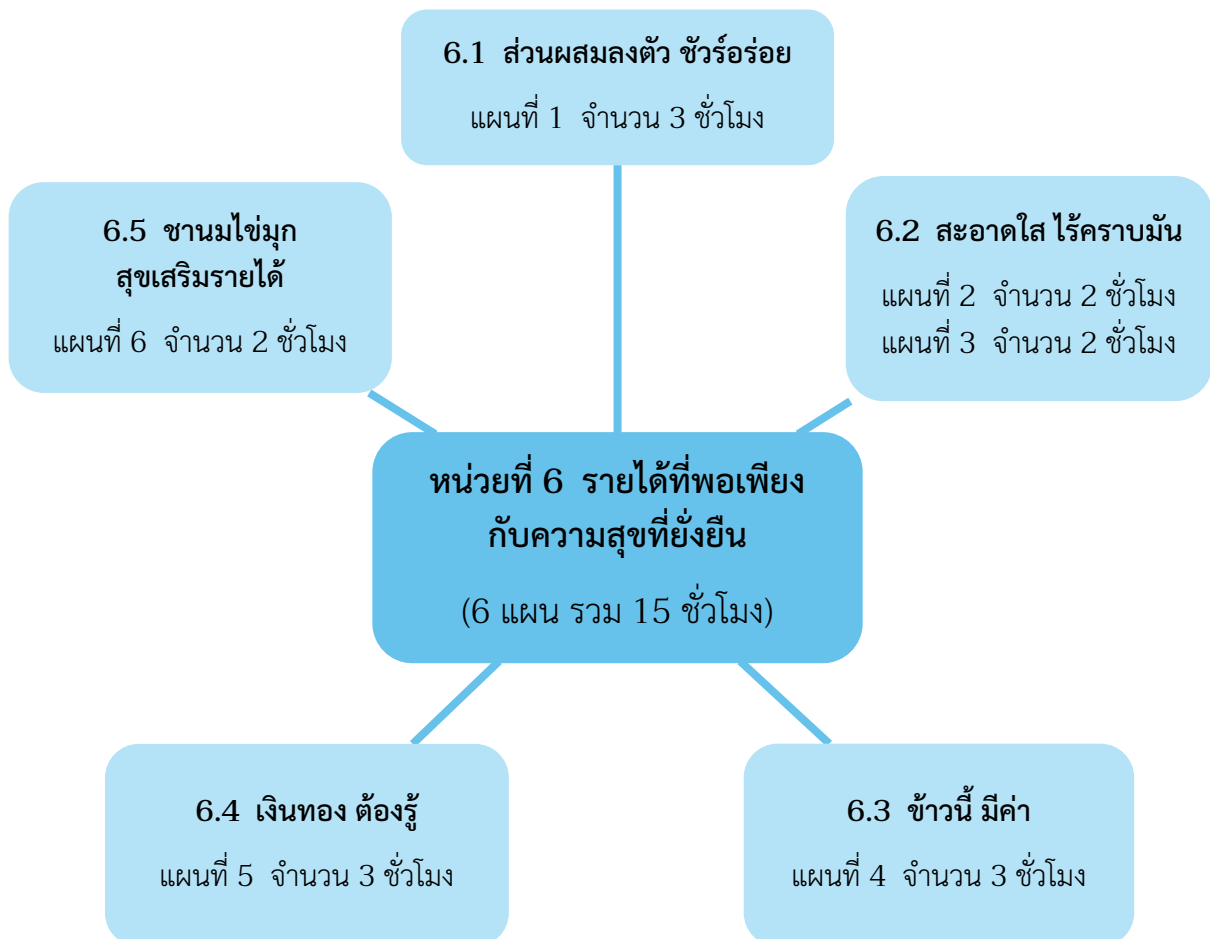 6.1 ส่วนผสมลงตัว ชัวร์อร่อย
แผนที่ 1 จำนวน 3 ชั่วโมง
6.5 ชานมไข่มุก
สุขเสริมรายได้
แผนที่ 6 จำนวน 2 ชั่วโมง
6.2 สะอาดใส ไร้คราบมัน
แผนที่ 2 จำนวน 2 ชั่วโมง
แผนที่ 3 จำนวน 2 ชั่วโมง
หน่วยที่ 6 รายได้ที่พอเพียง
กับความสุขที่ยั่งยืน
(6 แผน รวม 15 ชั่วโมง)
6.4 เงินทอง ต้องรู้
แผนที่ 5 จำนวน 3 ชั่วโมง
6.3 ข้าวนี้ มีค่า
แผนที่ 4 จำนวน 3 ชั่วโมง